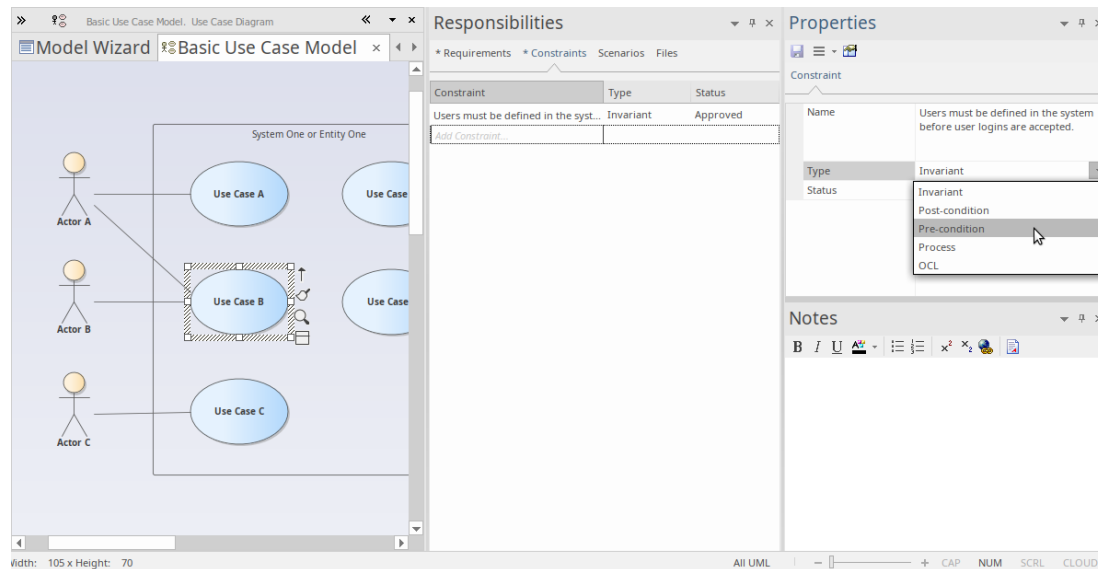 Basic Use Case Model. Use Case Diagram
Model Wizard
Basic Use Case Model
System One or Entity One
Actor A
Use Case A
Use Case
Actor B
Use Case B
Use Case
Actor C
Use Case C
Responsibilities
* Requirements * Constraints Scenarios Files
Constraint Type Status
Users must be defined in the syst... Invariant Approved
Add Constraint...
Properties
Constraint
Name
Users must be defined in the system
before user logins are accepted.
Type Invariant
Status
Invariant
Post-condition
Pre-condition
Process
OCL
Notes
B I U A x² x₂
Width: 105 x Height: 70
All UML
CAP NUM SCRL CLOUD